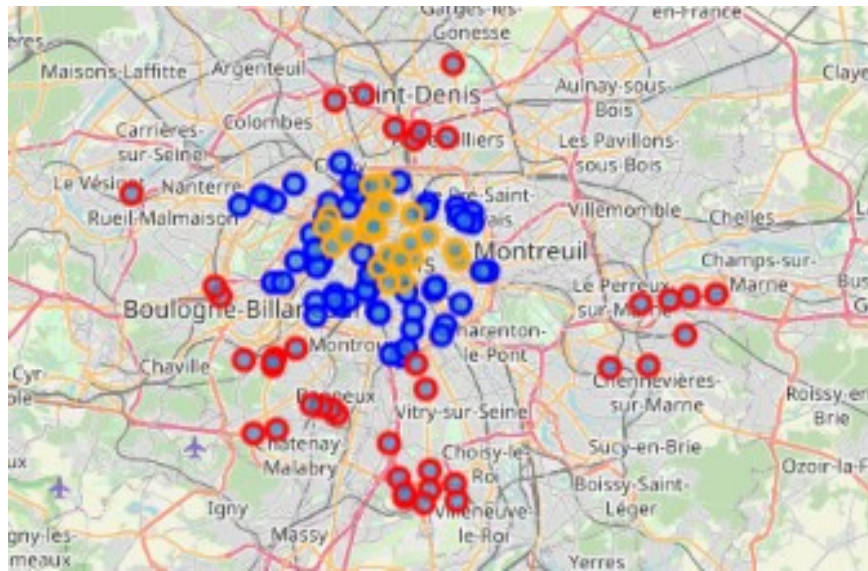 Garges-lès-
Gonesse
en-France
Maisons-Laffitte
Argenteuil
Aulnay-sous-
Bois
Claye
Saint-Denis
Colombes
Carrières-
sur-Seine
Les Pavillons-
sous-Bois
Le Vésinet
Nanterre
Rueil-Malmaison
Villemomble
Chelles
Montreuil
Champs-sur-
Marne
Le Perreux
sur-Marne
Boulogne-Billan
Charenton-
le-Pont
Chaville
Montrou
Bagneux
Vitry-sur-Seine
Chennevières-
sur-Marne
Roissy-en
Brie
Châtenay
Malabry
Choisy-le-
Roi
Sucy-en-Brie
Ozoir-la-F
Boissy-Saint-
Léger
Igny
Villeneuve-
le-Roi
Massy
Yerres